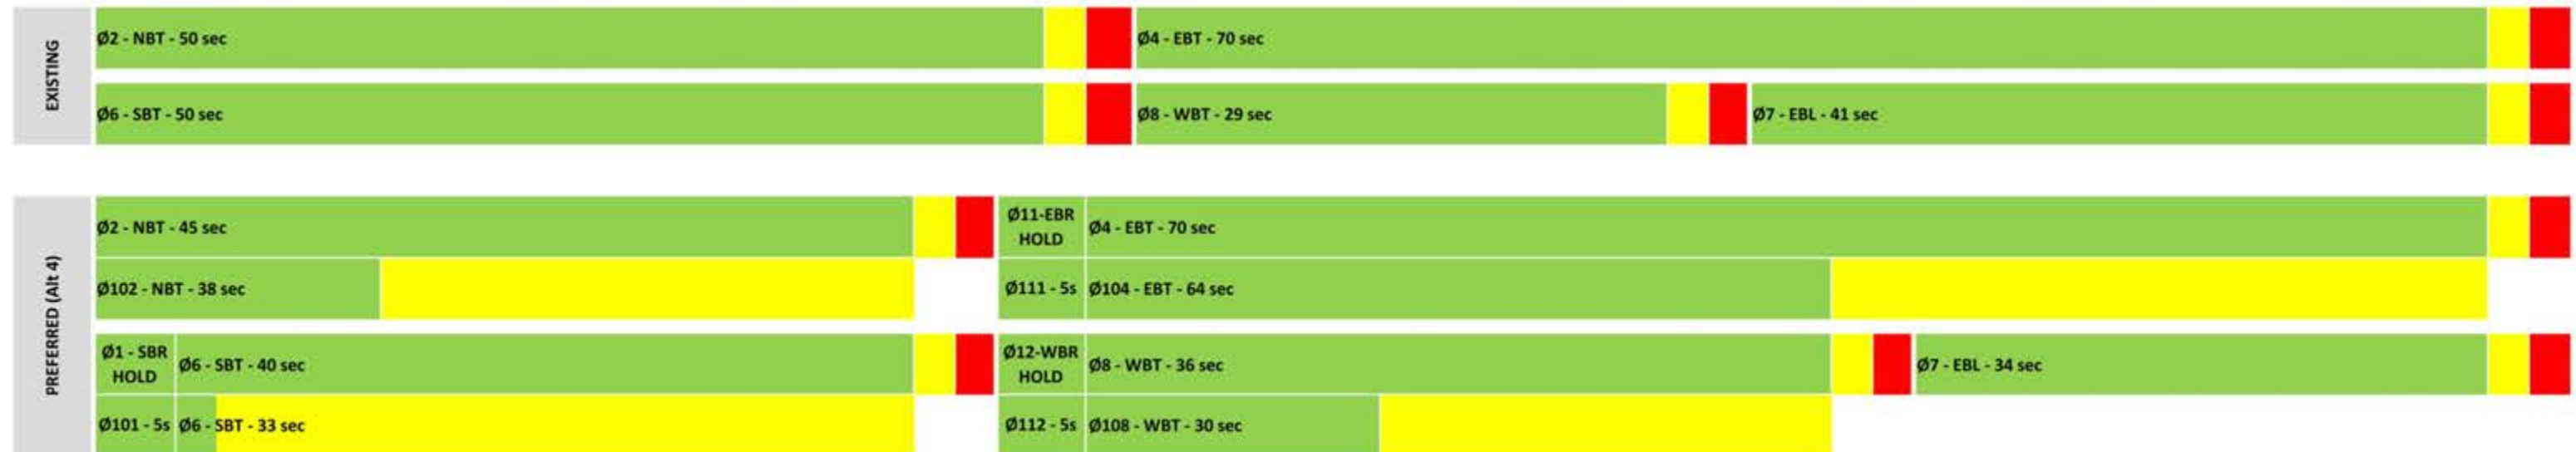 EXISTING
Ø2 - NBT - 50 sec
Ø4 - EBT - 70 sec
Ø6 - SBT - 50 sec
Ø8 - WBT - 29 sec
Ø7 - EBL - 41 sec
PREFERRED (Alt 4)
Ø2 - NBT - 45 sec
Ø11-EBR
HOLD
Ø4 - EBT - 70 sec
Ø102 - NBT - 38 sec
Ø111 - 5s
Ø104 - EBT - 64 sec
Ø1 - SBR
HOLD
Ø6 - SBT - 40 sec
Ø12-WBR
HOLD
Ø8 - WBT - 36 sec
Ø7 - EBL - 34 sec
Ø101 - 5s
Ø6 - SBT - 33 sec
Ø112 - 5s
Ø108 - WBT - 30 sec